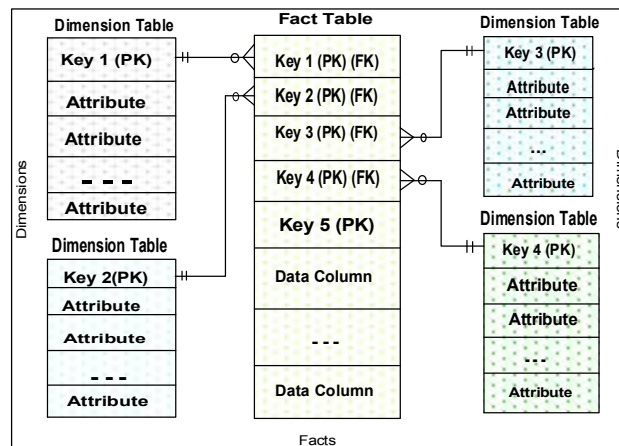 Dimension Table
Key 1 (PK)
Attribute
Attribute
- - -
Attribute
Dimension Table
Key 2(PK)
Attribute
Attribute
- - -
Attribute
Fact Table
Key 1 (PK) (FK)
Key 2 (PK) (FK)
Key 3 (PK) (FK)
Key 4 (PK) (FK)
Key 5 (PK)
Data Column
- - -
Data Column
Dimension Table
Key 3 (PK)
Attribute
Attribute
...
Attribute
Dimension Table
Key 4 (PK)
Attribute
Attribute
...
Attribute
Dimensions
Dimensions
Facts